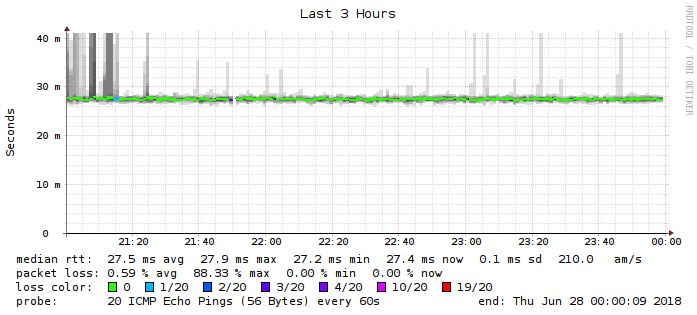 Last 3 Hours
RRDTOOL / TOBI OETIKER
Seconds
40 m
30 m
20 m
10 m
0
21:20 21:40 22:00 22:20 22:40 23:00 23:20 23:40 00:00
median rtt: 27.5 ms avg 27.9 ms max 27.2 ms min 27.4 ms now 0.1 ms sd 210.0 am/s
packet loss: 0.59 % avg 88.33 % max 0.00 % min 0.00 % now
loss color: 0 1/20 2/20 3/20 4/20 10/20 19/20
probe: 20 ICMP Echo Pings (56 Bytes) every 60s end: Thu Jun 28 00:00:09 2018